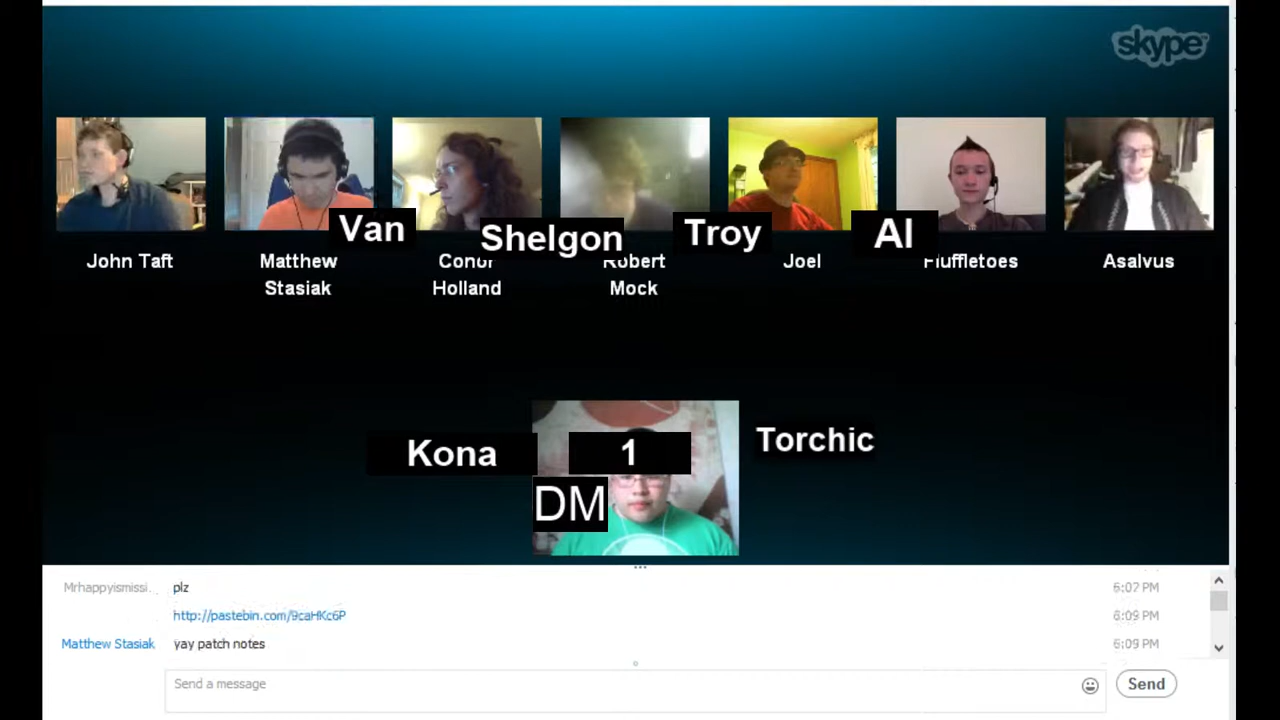 skype
Van
Shelgon
Troy
Al
John Taft
Matthew
Stasiak
Conor
Holland
Robert
Mock
Joel
Fluffletoes
Asalvus
Kona
1
Torchic
DM
Mrhappyismissi.. plz 6:07 PM
http://pastebin.com/9caHKc6P 6:09 PM
Matthew Stasiak yay patch notes 6:09 PM
Send a message Send